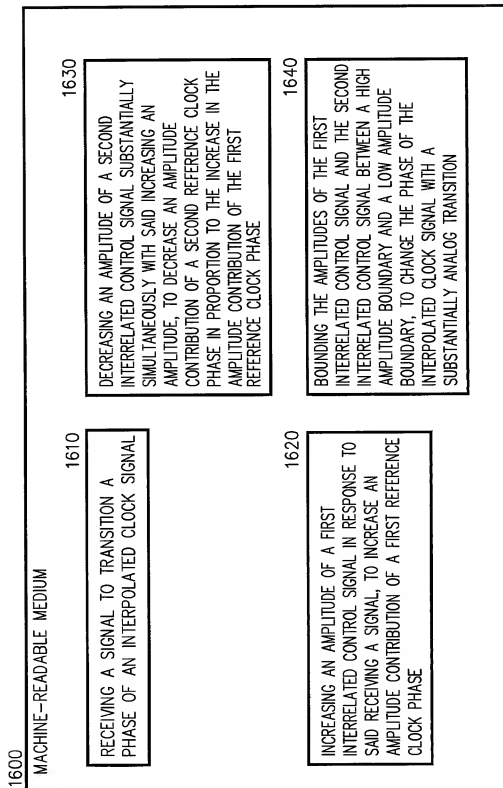 1600
MACHINE-READABLE MEDIUM
1610
RECEIVING A SIGNAL TO TRANSITION A
PHASE OF AN INTERPOLATED CLOCK SIGNAL
1620
INCREASING AN AMPLITUDE OF A FIRST
INTERRELATED CONTROL SIGNAL IN RESPONSE TO
SAID RECEIVING A SIGNAL, TO INCREASE AN
AMPLITUDE CONTRIBUTION OF A FIRST REFERENCE
CLOCK PHASE
1630
DECREASING AN AMPLITUDE OF A SECOND
INTERRELATED CONTROL SIGNAL SUBSTANTIALLY
SIMULTANEOUSLY WITH SAID INCREASING AN
AMPLITUDE, TO DECREASE AN AMPLITUDE
CONTRIBUTION OF A SECOND REFERENCE CLOCK
PHASE IN PROPORTION TO THE INCREASE IN THE
AMPLITUDE CONTRIBUTION OF THE FIRST
REFERENCE CLOCK PHASE
1640
BOUNDING THE AMPLITUDES OF THE FIRST
INTERRELATED CONTROL SIGNAL AND THE SECOND
INTERRELATED CONTROL SIGNAL BETWEEN A HIGH
AMPLITUDE BOUNDARY AND A LOW AMPLITUDE
BOUNDARY, TO CHANGE THE PHASE OF THE
INTERPOLATED CLOCK SIGNAL WITH A
SUBSTANTIALLY ANALOG TRANSITION